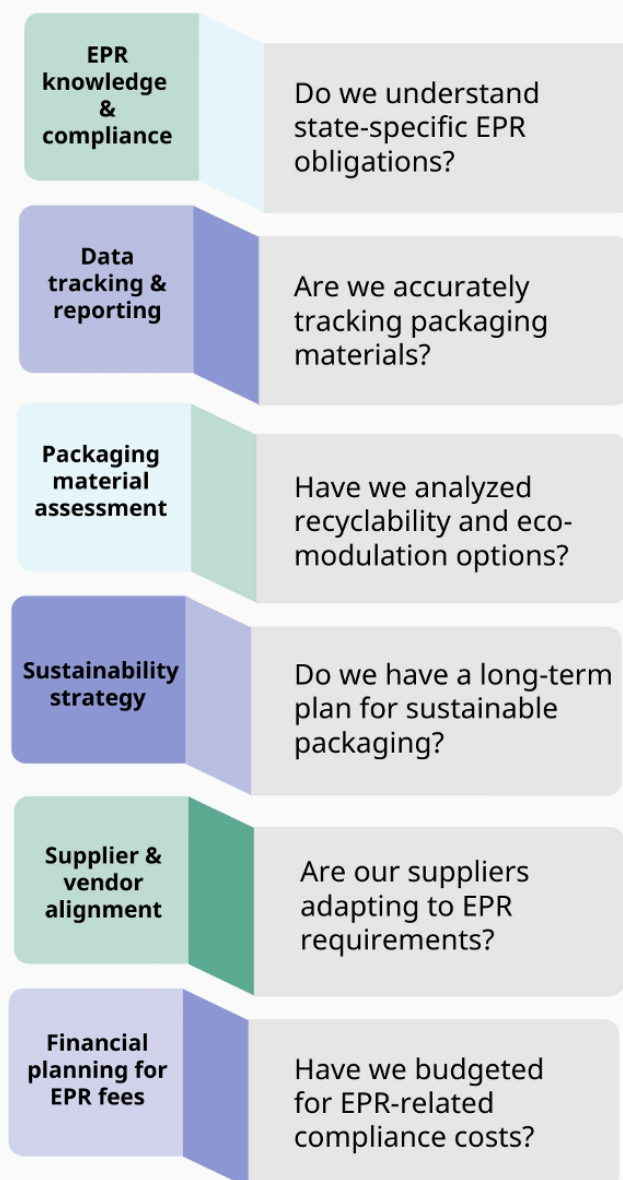 EPR
knowledge
&
compliance
Do we understand
state-specific EPR
obligations?
Data
tracking &
reporting
Are we accurately
tracking packaging
materials?
Packaging
material
assessment
Have we analyzed
recyclability and eco-
modulation options?
Sustainability
strategy
Do we have a long-term
plan for sustainable
packaging?
Supplier &
vendor
alignment
Are our suppliers
adapting to EPR
requirements?
Financial
planning for
EPR fees
Have we budgeted
for EPR-related
compliance costs?